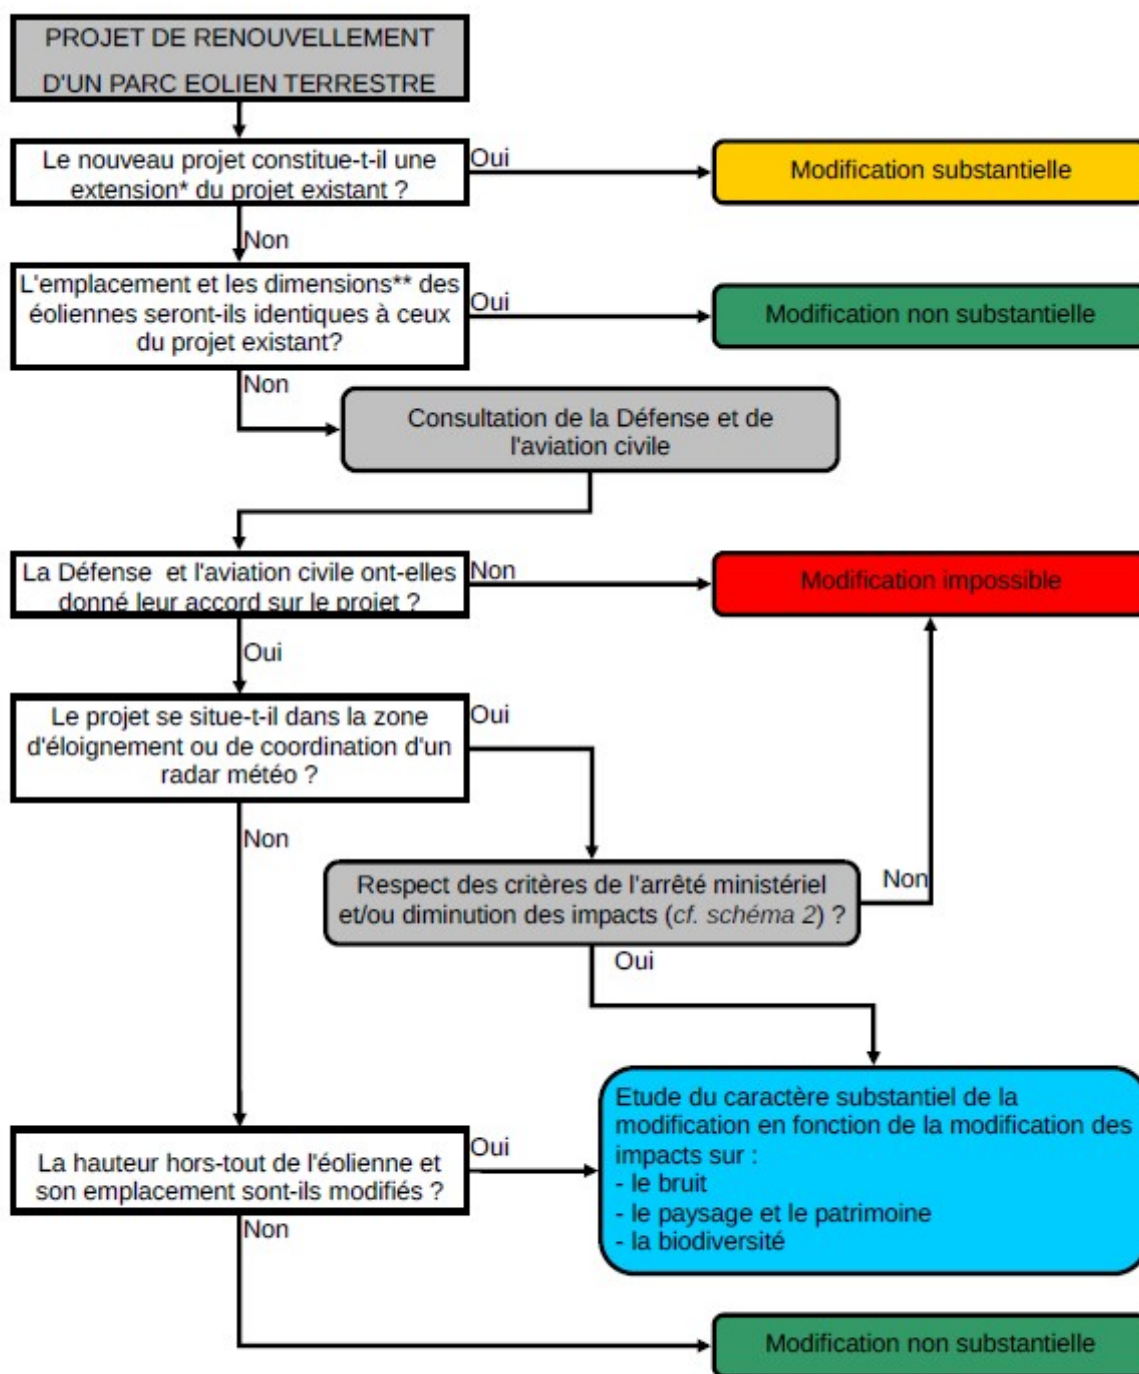 PROJET DE RENOUVELLEMENT
D'UN PARC EOLIEN TERRESTRE
Le nouveau projet constitue-t-il une
extension* du projet existant ?
Oui
Modification substantielle
Non
L'emplacement et les dimensions** des
éoliennes seront-ils identiques à ceux
du projet existant?
Oui
Modification non substantielle
Non
Consultation de la Défense et de
l'aviation civile
La Défense et l'aviation civile ont-elles
donné leur accord sur le projet ?
Non
Modification impossible
Oui
Le projet se situe-t-il dans la zone
d'éloignement ou de coordination d'un
radar météo ?
Oui
Non
Respect des critères de l'arrêté ministériel
et/ou diminution des impacts (cf. schéma 2) ?
Non
Oui
Etude du caractère substantiel de la
modification en fonction de la modification des
impacts sur :
- le bruit
- le paysage et le patrimoine
- la biodiversité
La hauteur hors-tout de l'éolienne et
son emplacement sont-ils modifiés ?
Oui
Non
Modification non substantielle